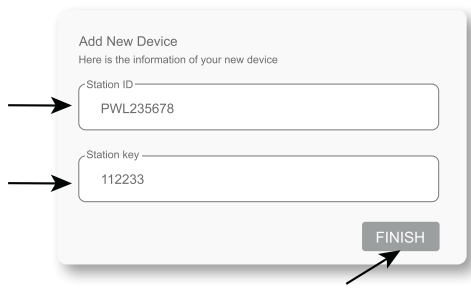 Add New Device
Here is the information of your new device
Station ID
PWL235678
Station key
112233
FINISH